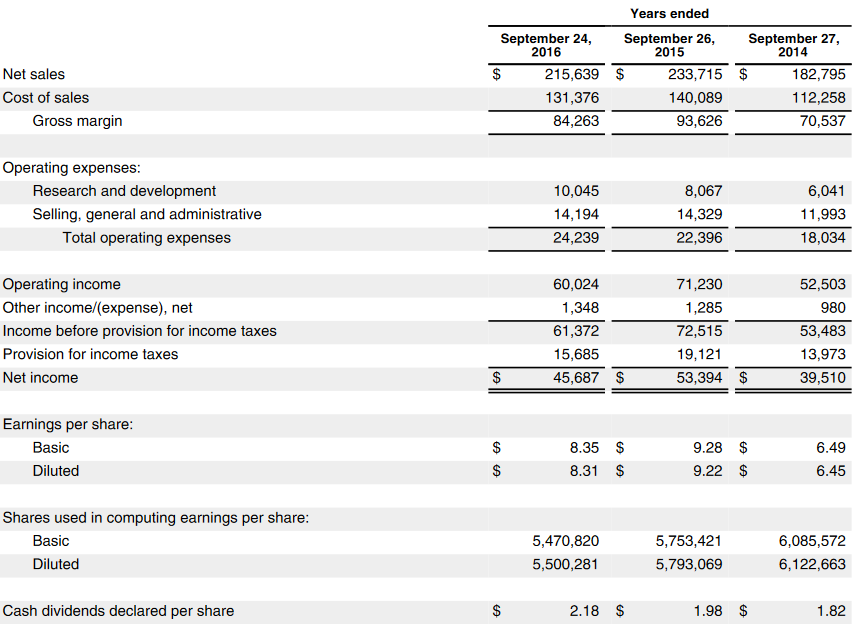 Years ended
September 24, 2016 September 26, 2015 September 27, 2014
Net sales $ 215,639 $ 233,715 $ 182,795
Cost of sales 131,376 140,089 112,258
Gross margin 84,263 93,626 70,537
Operating expenses:
Research and development 10,045 8,067 6,041
Selling, general and administrative 14,194 14,329 11,993
Total operating expenses 24,239 22,396 18,034
Operating income 60,024 71,230 52,503
Other income/(expense), net 1,348 1,285 980
Income before provision for income taxes 61,372 72,515 53,483
Provision for income taxes 15,685 19,121 13,973
Net income $ 45,687 $ 53,394 $ 39,510
Earnings per share:
Basic $ 8.35 $ 9.28 $ 6.49
Diluted $ 8.31 $ 9.22 $ 6.45
Shares used in computing earnings per share:
Basic 5,470,820 5,753,421 6,085,572
Diluted 5,500,281 5,793,069 6,122,663
Cash dividends declared per share $ 2.18 $ 1.98 $ 1.82